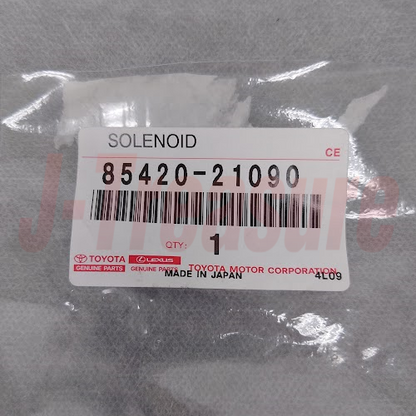 SOLENOID
CE
85420-21090
J-Treasure
QTY: 1
TOYOTA LEXUS TOYOTA MOTOR CORPORATION
GENUINE PARTS GENUINE PARTS
MADE IN JAPAN 4L09